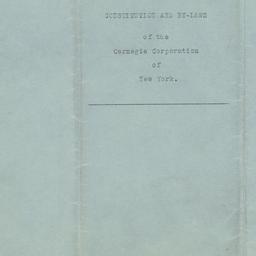 CONSTITUTION AND BY-LAWS
of the
Carnegie Corporation
of
New York.